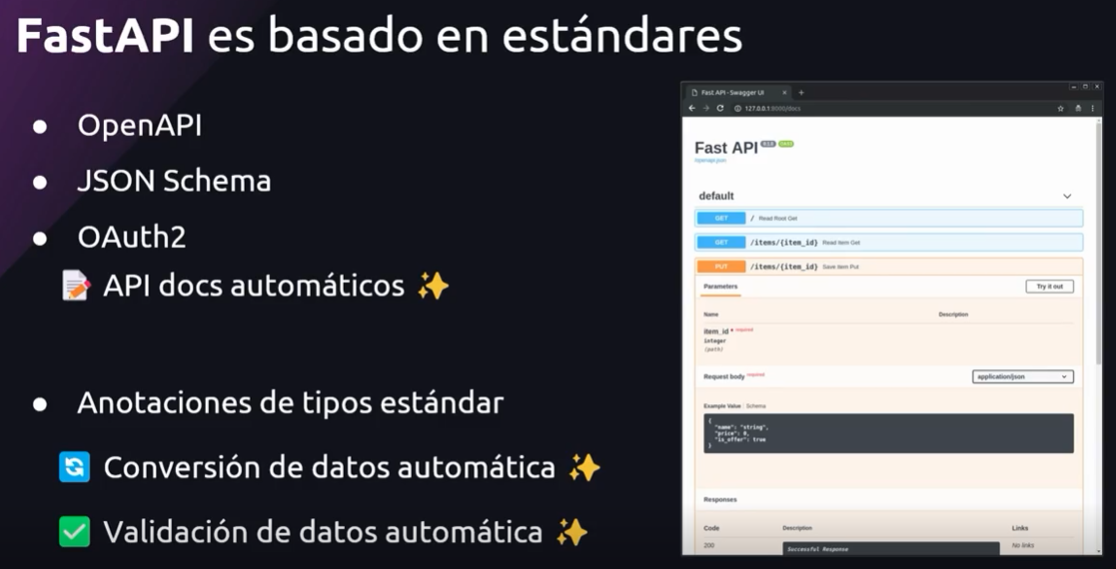 FastAPI es basado en estándares
OpenAPI
JSON Schema
OAuth2
API docs automáticos
Anotaciones de tipos estándar
Conversión de datos automática
Validación de datos automática
Fast API - Swagger UI
127.0.0.1:8000/docs
Fast API
/openapi.json
default
GET / Read Root Get
GET /items/{item_id} Read Item Get
PUT /items/{item_id} Save Item Put
Parameters Try it out
Name Description
item_id * required
integer
(path)
Request body required application/json
Example Value Schema
{
"name": "string",
"price": 0,
"is_offer": true
}
Responses
Code Description Links
200 Successful Response No links